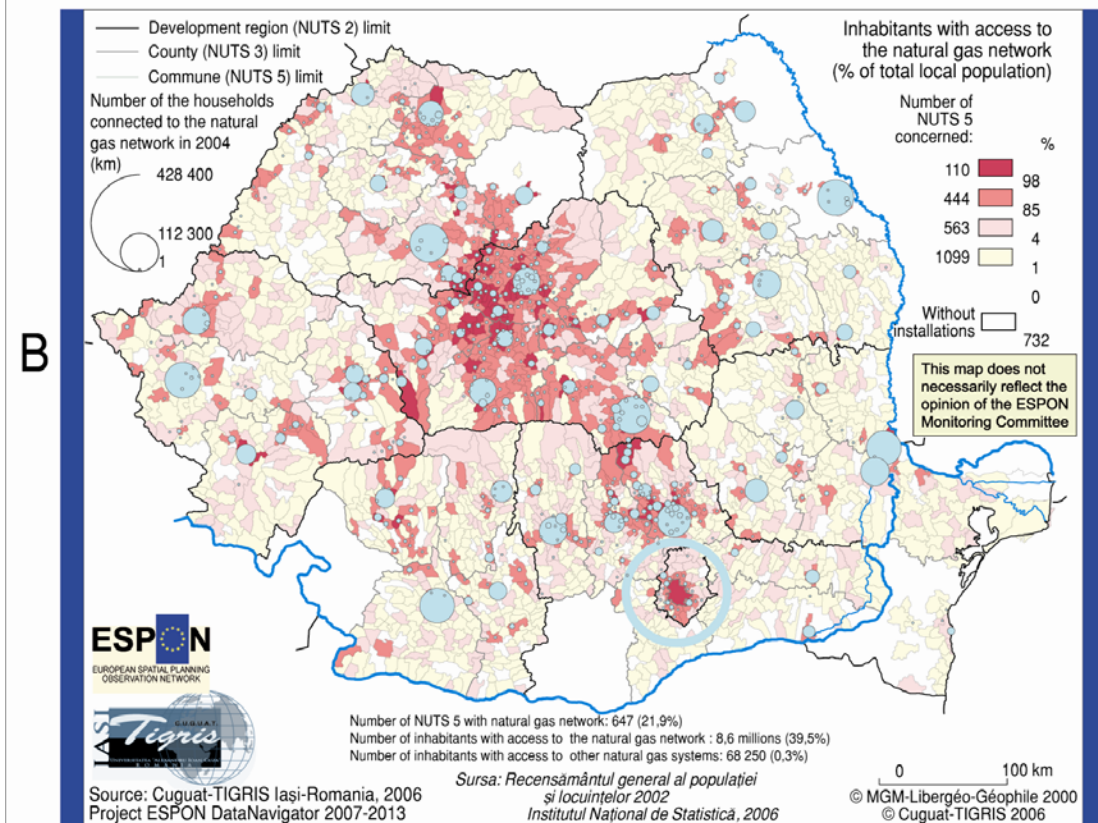 Development region (NUTS 2) limit
County (NUTS 3) limit
Commune (NUTS 5) limit
Number of the households
connected to the natural
gas network in 2004
(km)
428 400
112 300
1
Inhabitants with access to
the natural gas network
(% of total local population)
Number of
NUTS 5
concerned:
%
110
98
444
85
563
4
1099
1
0
Without
installations
732
This map does not
necessarily reflect the
opinion of the ESPON
Monitoring Committee
B
ESPON
EUROPEAN SPATIAL PLANNING
OBSERVATION NETWORK
IASI
C.U.G.U.A.T.
Tigris
ROMANIA
Number of NUTS 5 with natural gas network: 647 (21,9%)
Number of inhabitants with access to the natural gas network : 8,6 millions (39,5%)
Number of inhabitants with access to other natural gas systems: 68 250 (0,3%)
Sursa: Recensământul general al populației
și locuințelor 2002
Institutul Național de Statistică, 2006
0 100 km
Source: Cuguat-TIGRIS Iași-Romania, 2006
Project ESPON DataNavigator 2007-2013
© MGM-Libergéo-Géophile 2000
© Cuguat-TIGRIS 2006